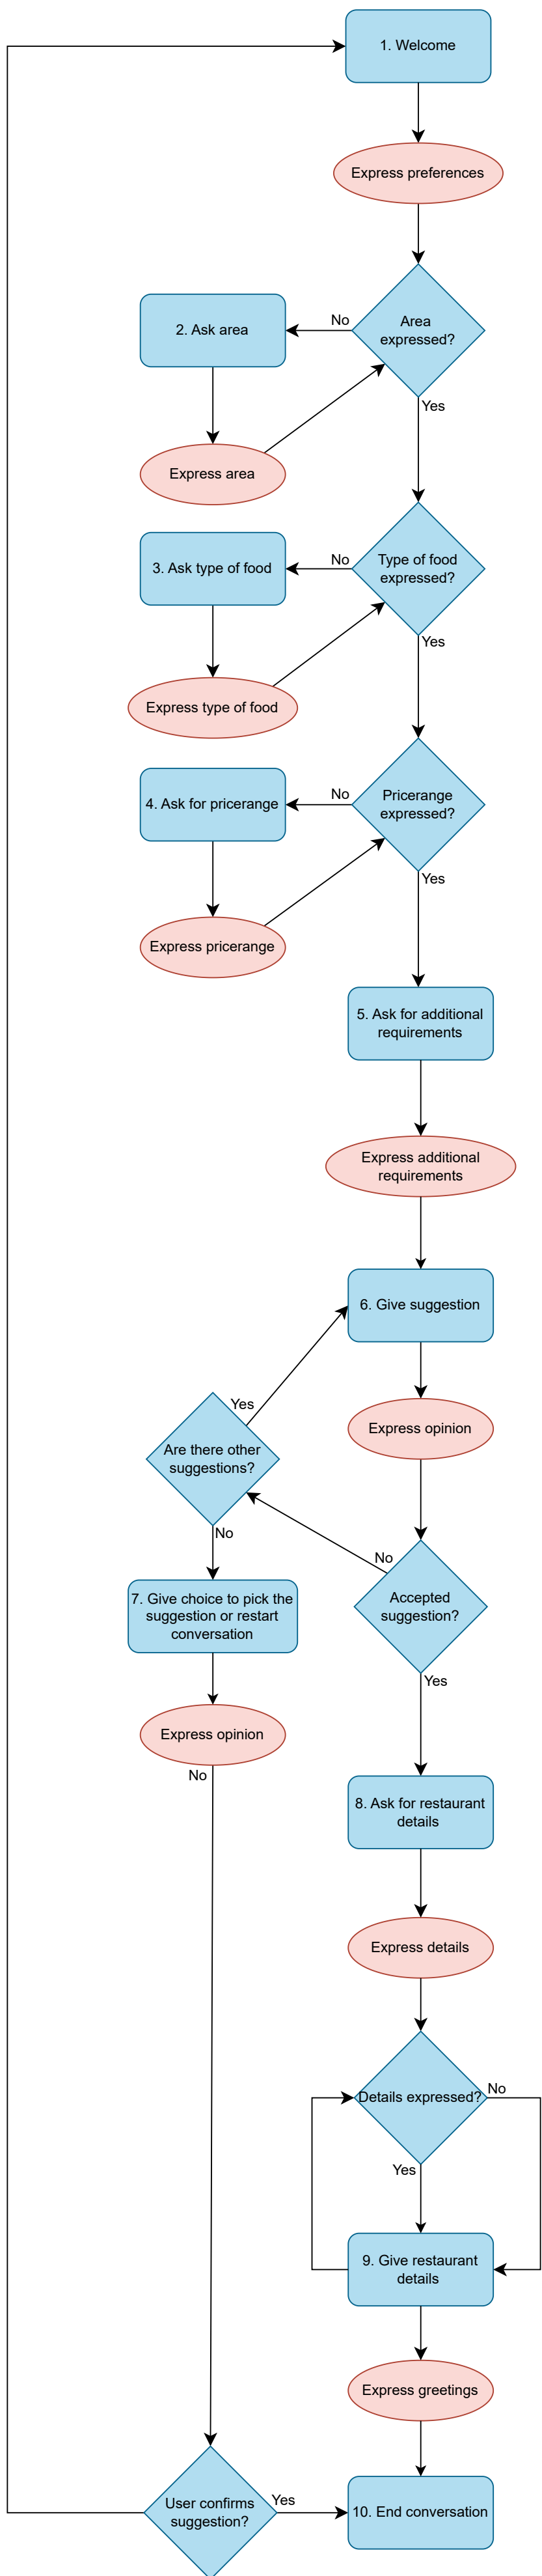 1. Welcome
Express preferences
Area
expressed?
No
2. Ask area
Yes
Express area
Type of food
expressed?
No
3. Ask type of food
Yes
Express type of food
Pricerange
expressed?
No
4. Ask for pricerange
Yes
Express pricerange
5. Ask for additional
requirements
Express additional
requirements
6. Give suggestion
Yes
Express opinion
Are there other
suggestions?
No
No
Accepted
suggestion?
7. Give choice to pick the
suggestion or restart
conversation
Yes
Express opinion
No
8. Ask for restaurant
details
Express details
Details expressed?
No
Yes
9. Give restaurant
details
Express greetings
User confirms
suggestion?
Yes
10. End conversation